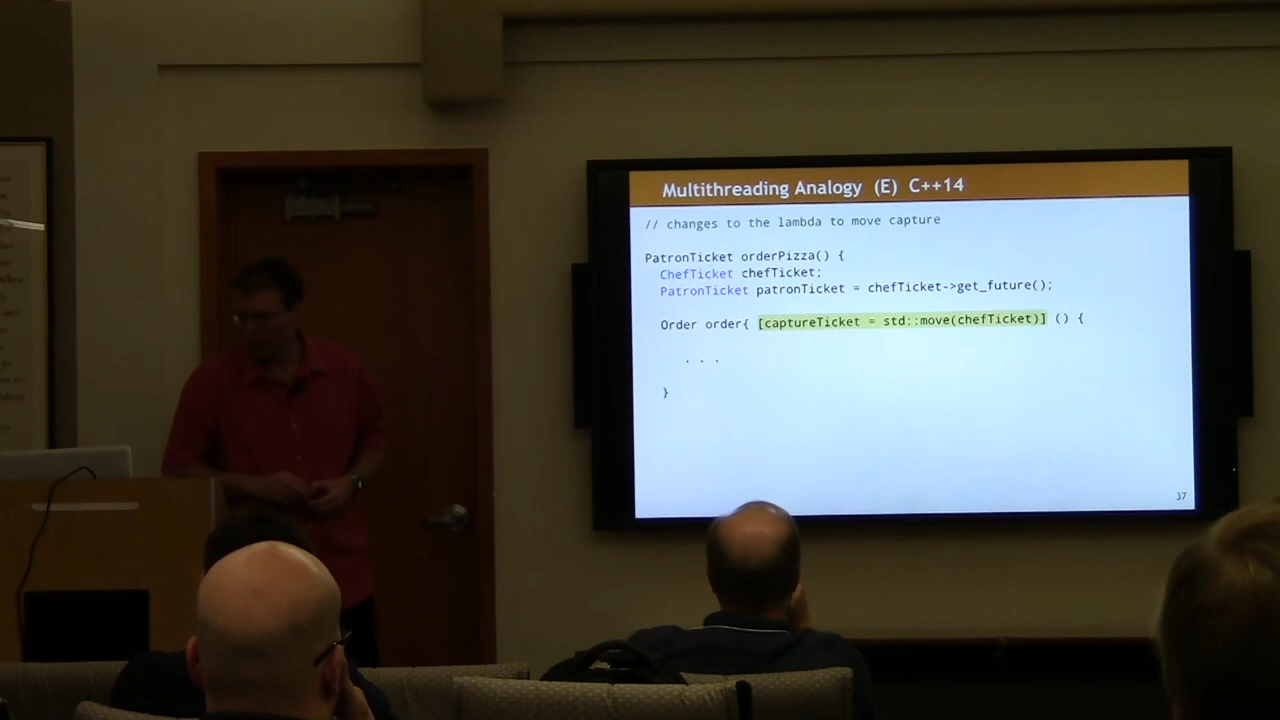 Multithreading Analogy (E) C++14
// changes to the lambda to move capture
PatronTicket orderPizza() {
ChefTicket chefTicket;
PatronTicket patronTicket = chefTicket->get_future();
Order order{ [captureTicket = std::move(chefTicket)] () {
. . .
}
37